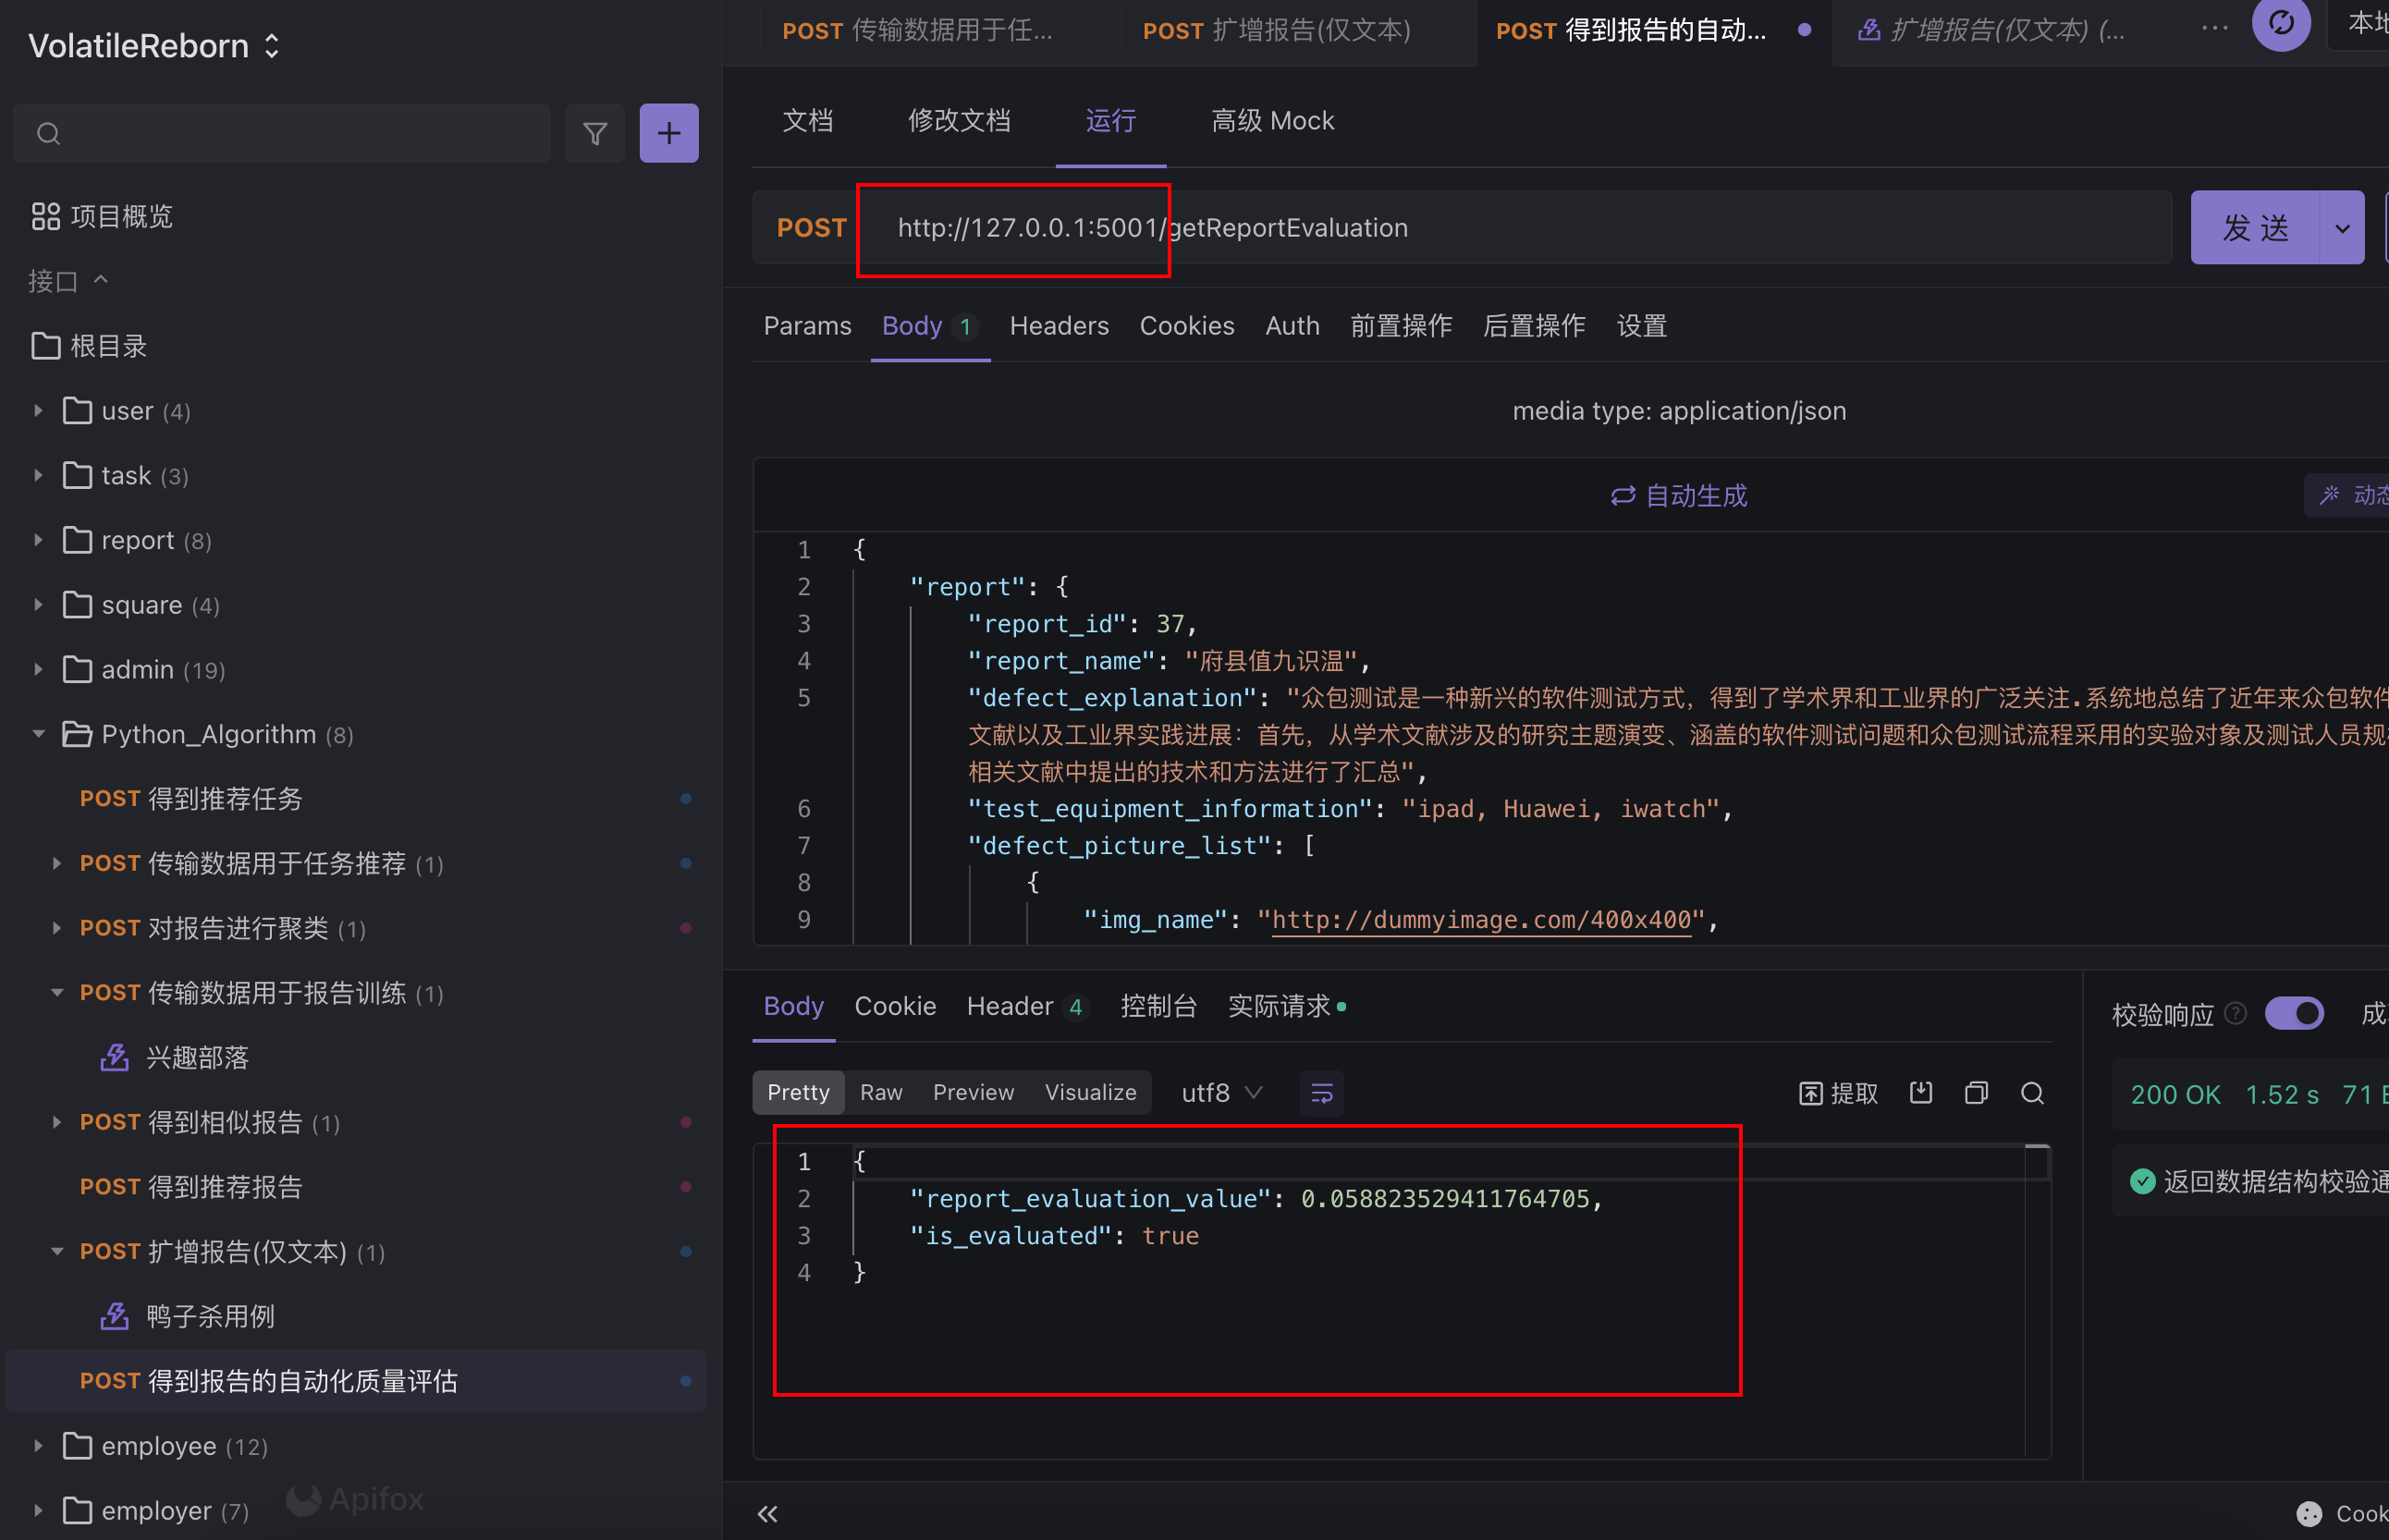 VolatileReborn
项目概览
接口
根目录
user (4)
task (3)
report (8)
square (4)
admin (19)
Python_Algorithm (8)
POST 得到推荐任务
POST 传输数据用于任务推荐 (1)
POST 对报告进行聚类 (1)
POST 传输数据用于报告训练 (1)
兴趣部落
POST 得到相似报告 (1)
POST 得到推荐报告
POST 扩增报告(仅文本) (1)
鸭子杀用例
POST 得到报告的自动化质量评估
employee (12)
employer (7)
Apifox
POST 传输数据用于任...
POST 扩增报告(仅文本)
POST 得到报告的自动...
扩增报告(仅文本) (...
本地
文档 修改文档 运行 高级 Mock
POST http://127.0.0.1:5001/getReportEvaluation
发 送
Params Body 1 Headers Cookies Auth 前置操作 后置操作 设置
media type: application/json
自动生成
动态
1 {
2 "report": {
3 "report_id": 37,
4 "report_name": "府县值九识温",
5 "defect_explanation": "众包测试是一种新兴的软件测试方式，得到了学术界和工业界的广泛关注.系统地总结了近年来众包软件
文献以及工业界实践进展：首先，从学术文献涉及的研究主题演变、涵盖的软件测试问题和众包测试流程采用的实验对象及测试人员规
相关文献中提出的技术和方法进行了汇总",
6 "test_equipment_information": "ipad, Huawei, iwatch",
7 "defect_picture_list": [
8 {
9 "img_name": "http://dummyimage.com/400x400",
Body Cookie Header 4 控制台 实际请求
校验响应
Pretty Raw Preview Visualize utf8
提取
200 OK 1.52 s 71
1 {
2 "report_evaluation_value": 0.058823529411764705,
3 "is_evaluated": true
4 }
返回数据结构校验通
Cook